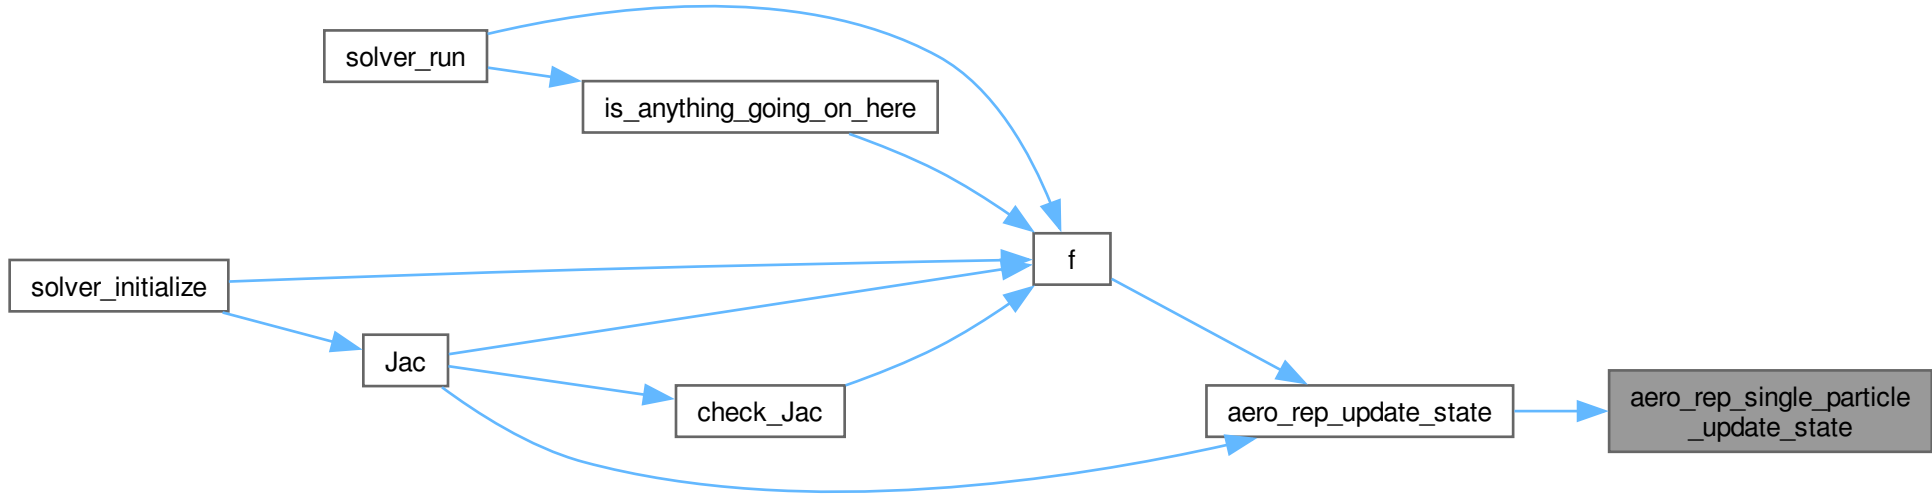 solver_run
is_anything_going_on_here
f
solver_initialize
Jac
check_Jac
aero_rep_update_state
aero_rep_single_particle
_update_state